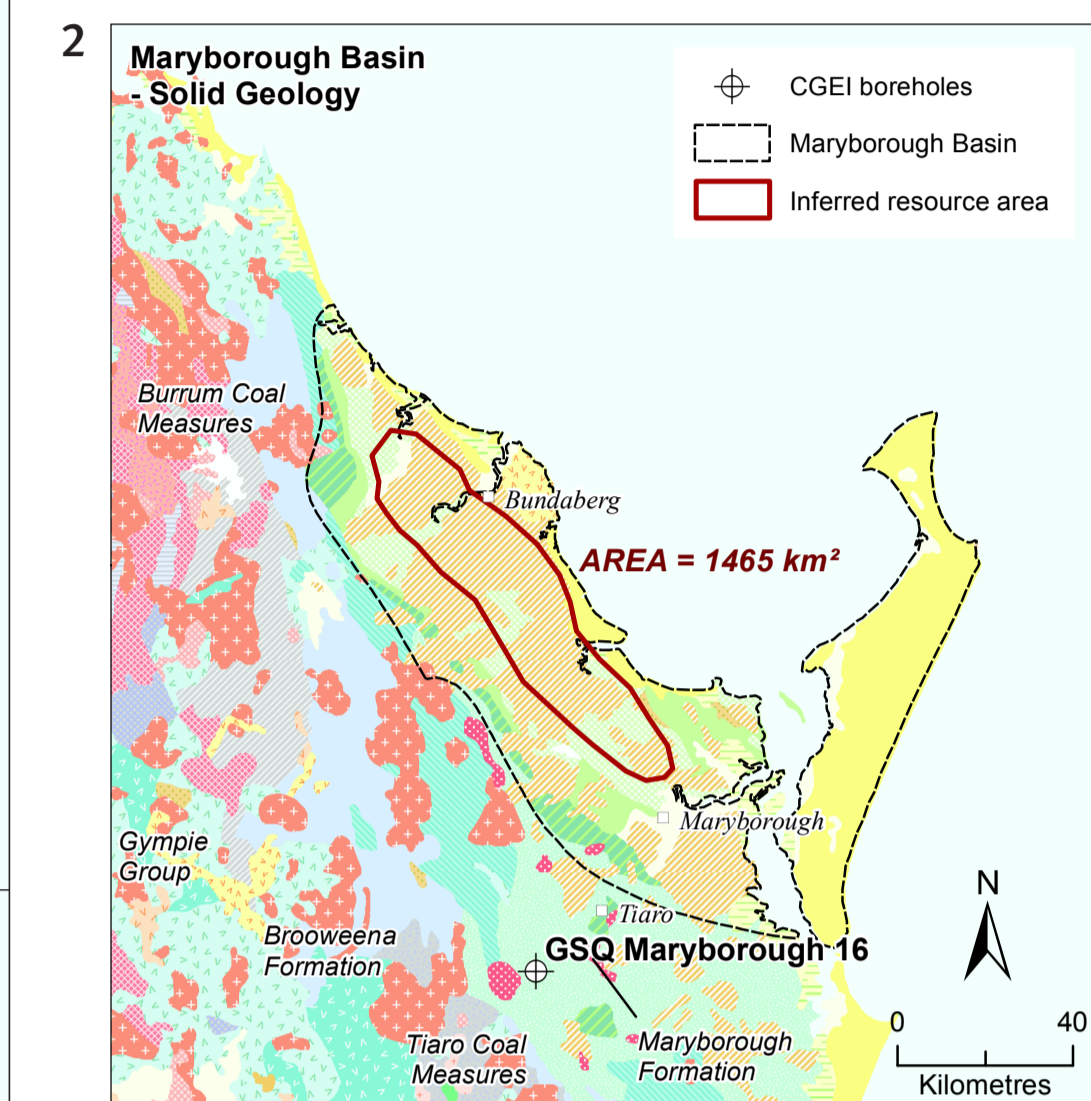 2
Maryborough Basin
- Solid Geology
CGEI boreholes
Maryborough Basin
Inferred resource area
Burrum Coal
Measures
Bundaberg
AREA = 1465 km²
Maryborough
Gympie
Group
Tiaro
Brooweena
Formation
GSQ Maryborough 16
N
Tiaro Coal
Measures
Maryborough
Formation
0 40
Kilometres